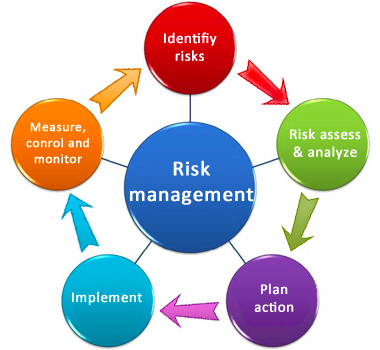 Identifiy
risks
Risk assess
& analyze
Plan
action
Implement
Measure,
conrol and
monitor
Risk
management